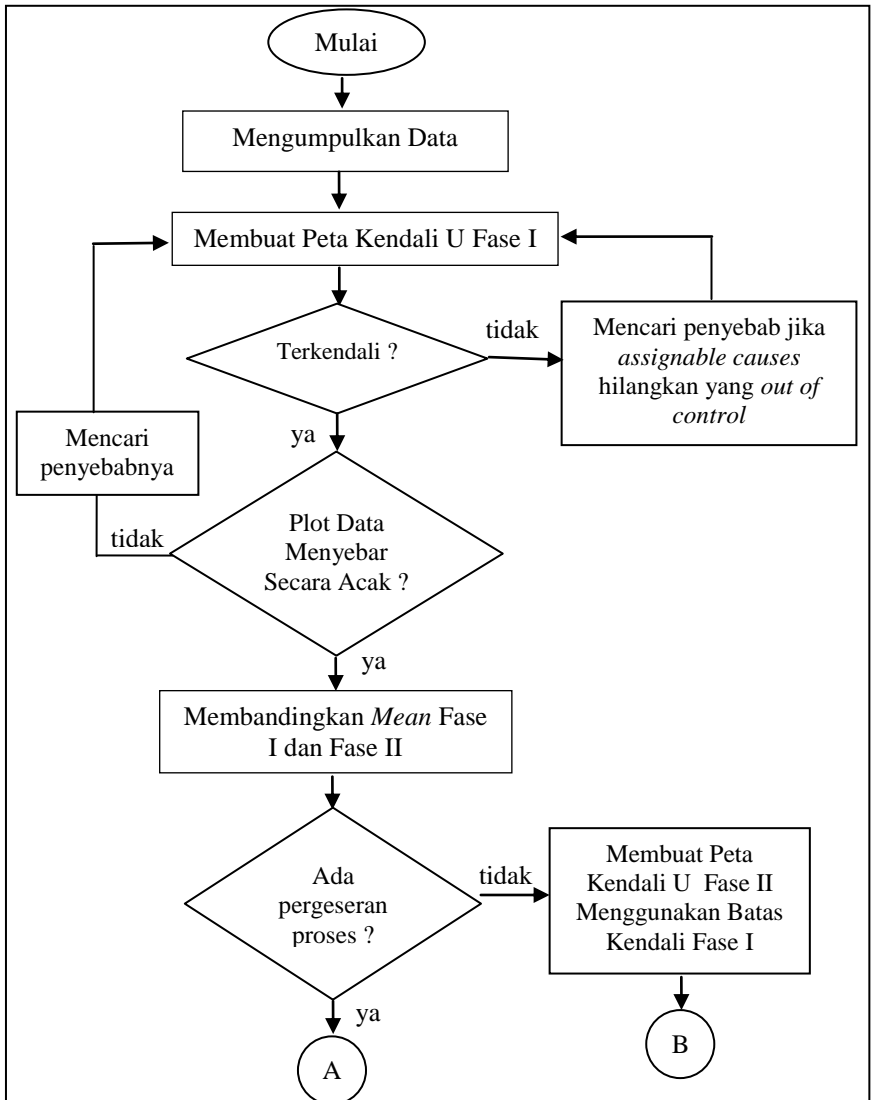 Mulai
Mengumpulkan Data
Membuat Peta Kendali U Fase I
Terkendali ?
tidak
Mencari penyebab jika
assignable causes
hilangkan yang out of
control
ya
Mencari
penyebabnya
tidak
Plot Data
Menyebar
Secara Acak ?
ya
Membandingkan Mean Fase
I dan Fase II
Ada
pergeseran
proses ?
tidak
Membuat Peta
Kendali U Fase II
Menggunakan Batas
Kendali Fase I
ya
A
B